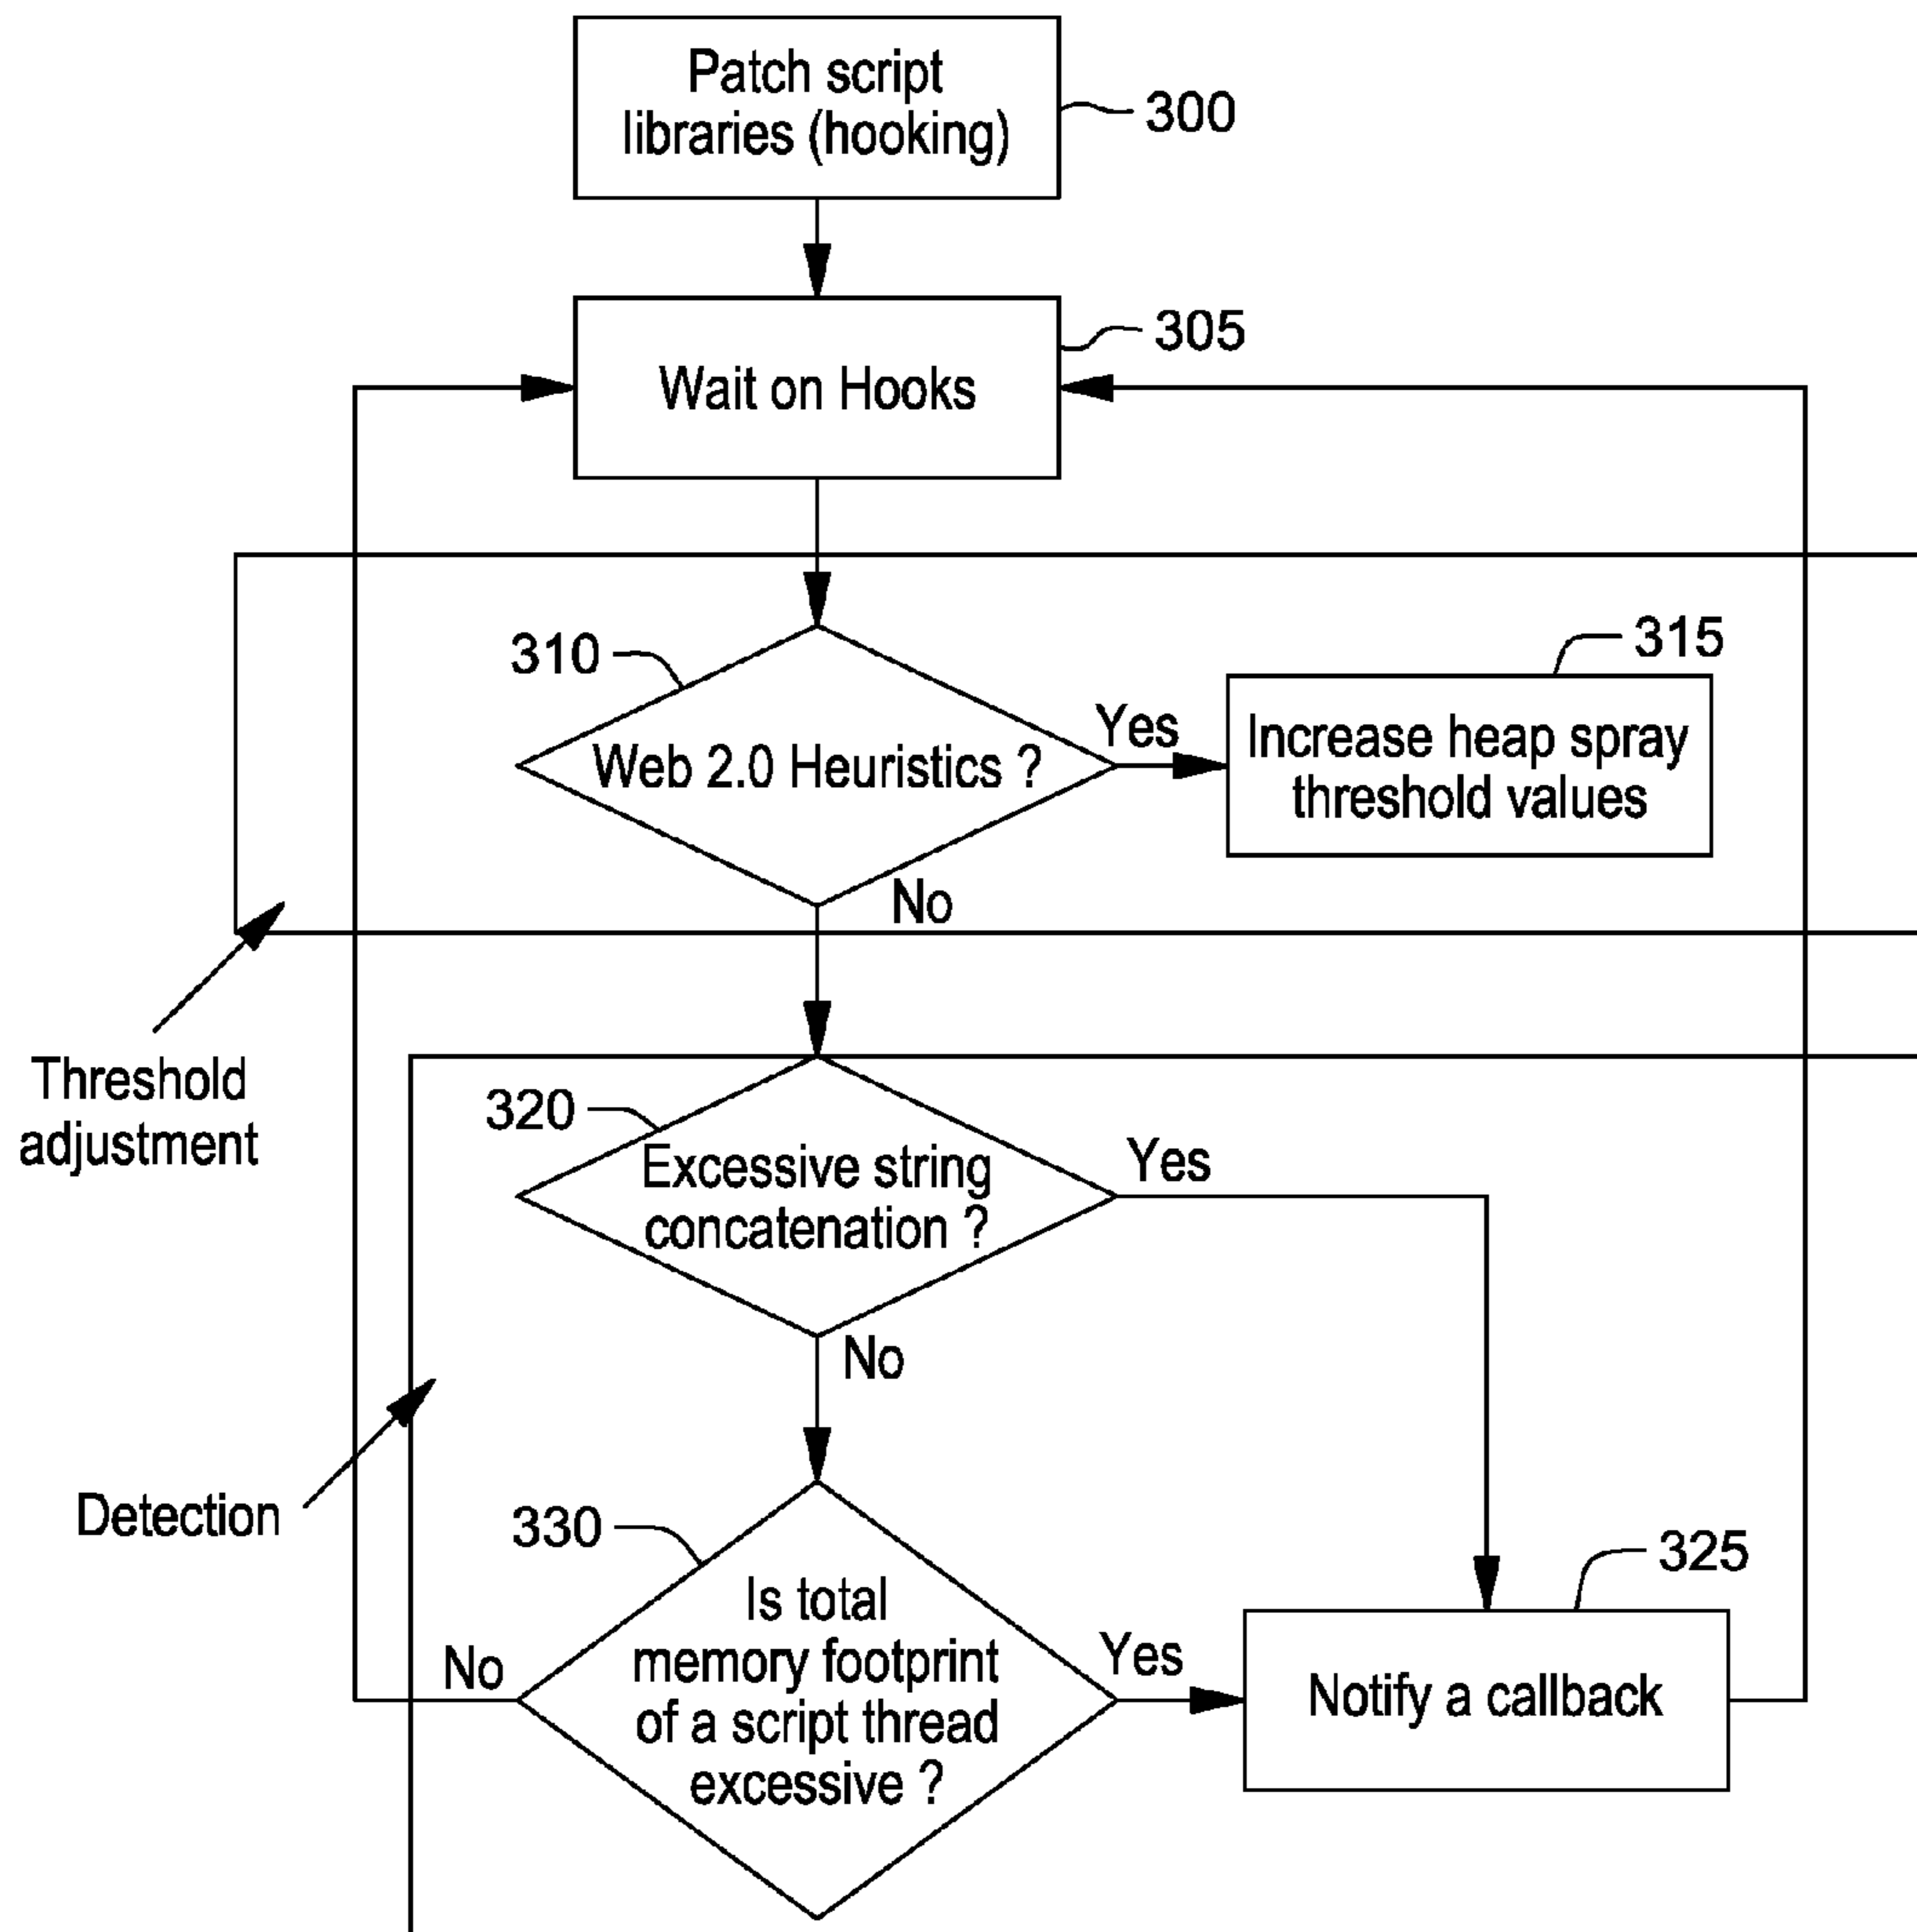 Patch script
libraries (hooking)
300
305
Wait on Hooks
310
315
Web 2.0 Heuristics ?
Yes
Increase heap spray
threshold values
No
Threshold
adjustment
320
Excessive string
concatenation ?
Yes
No
Detection
330
325
Is total
memory footprint
of a script thread
excessive ?
No
Yes
Notify a callback